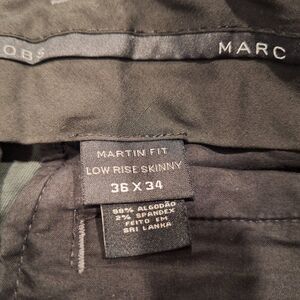 OBS MARC
MARTIN FIT
LOW RISE SKINNY
36 X 34
98% ALGODÃO
2% SPANDEX
FEITO EM
SRI LANKA